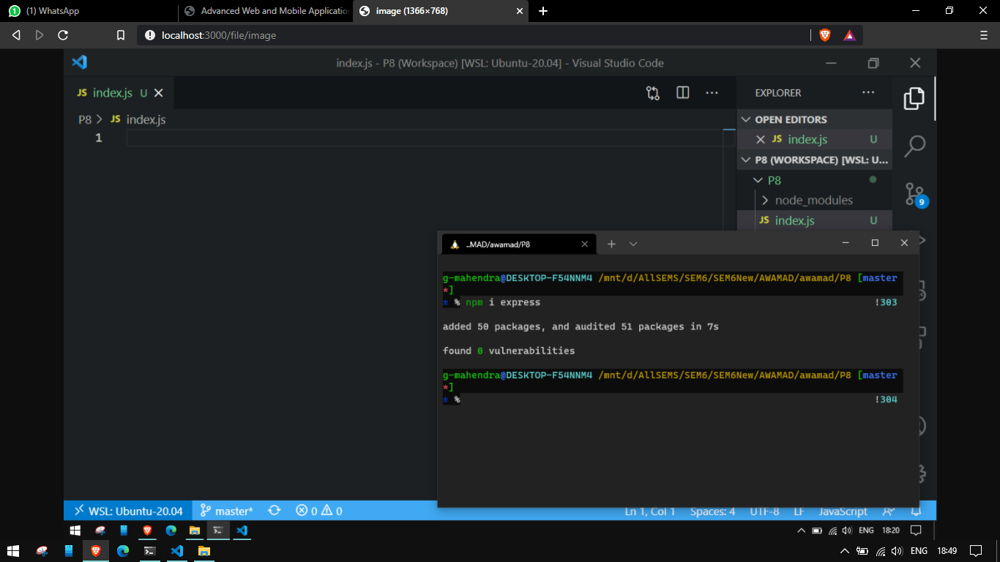 1 (1) WhatsApp
Advanced Web and Mobile Applicatio
image (1366×768)
localhost:3000/file/image
index.js - P8 (Workspace) [WSL: Ubuntu-20.04] - Visual Studio Code
JS index.js U
EXPLORER
P8 > JS index.js
OPEN EDITORS
1
JS index.js U
P8 (WORKSPACE) [WSL: U...
P8
node_modules
9
JS index.js U
..MAD/awamad/P8
g-mahendra@DESKTOP-F54NNM4 /mnt/d/AllSEMS/SEM6/SEM6New/AWAMAD/awamad/P8 [master
*]
± % npm i express !303
added 50 packages, and audited 51 packages in 7s
found 0 vulnerabilities
g-mahendra@DESKTOP-F54NNM4 /mnt/d/AllSEMS/SEM6/SEM6New/AWAMAD/awamad/P8 [master
*]
± % !304
WSL: Ubuntu-20.04 master* 0 0 Ln 1, Col 1 Spaces: 4 UTF-8 LF JavaScript
ENG 18:20
ENG 18:49